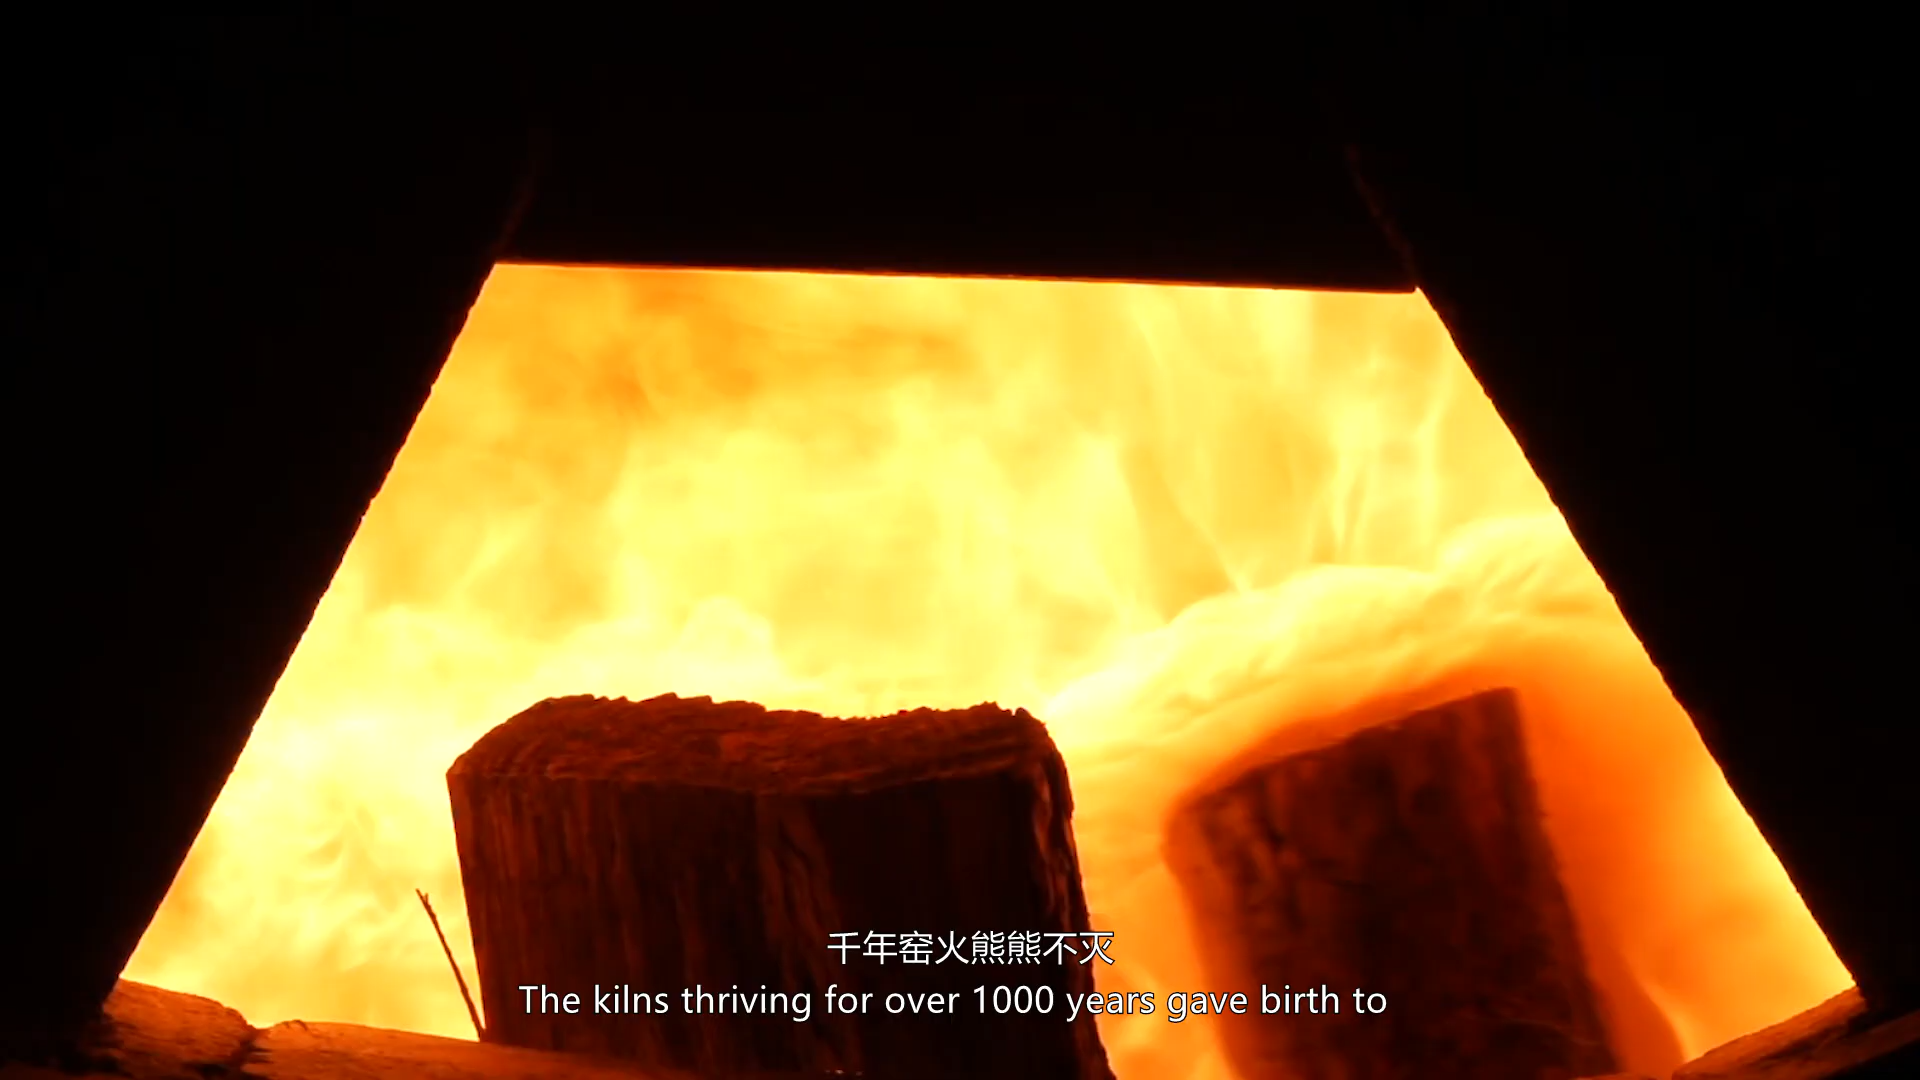 千年窑火熊熊不灭
The kilns thriving for over 1000 years gave birth to